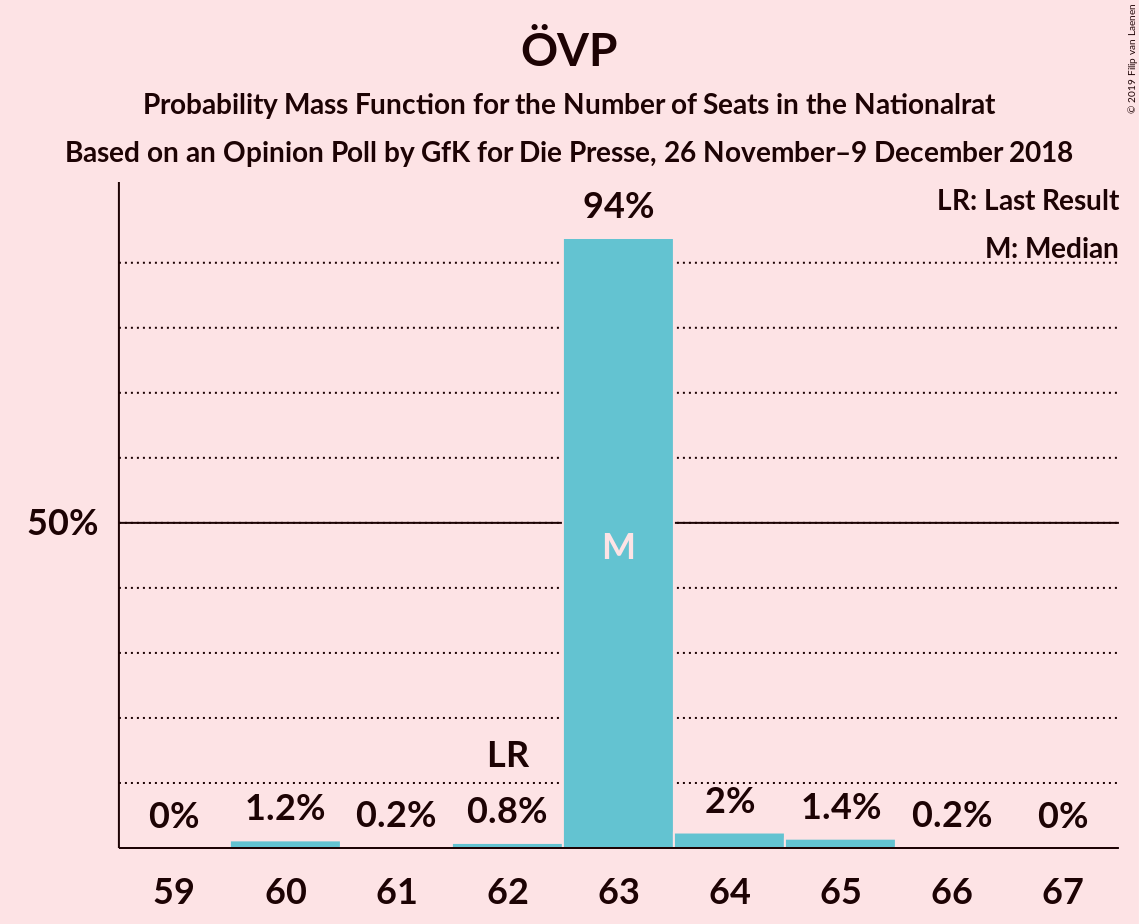 ÖVP
Probability Mass Function for the Number of Seats in the Nationalrat
Based on an Opinion Poll by GfK for Die Presse, 26 November–9 December 2018
© 2019 Filip van Laenen
LR: Last Result
M: Median
94%
50%
M
LR
0%
1.2%
0.2%
0.8%
2%
1.4%
0.2%
0%
59
60
61
62
63
64
65
66
67